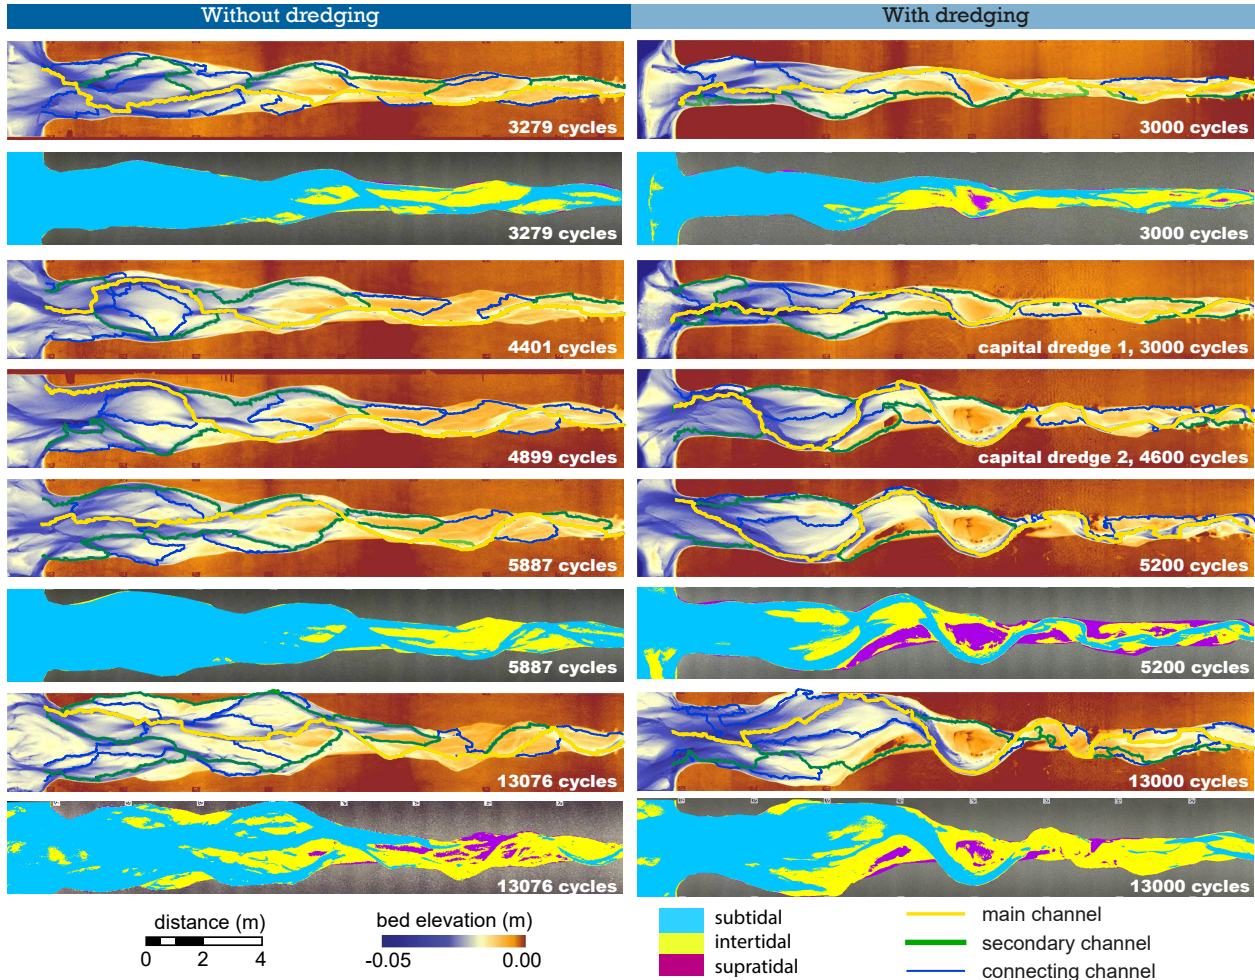 Without dredging
With dredging
3279 cycles
3000 cycles
3279 cycles
3000 cycles
4401 cycles
capital dredge 1, 3000 cycles
4899 cycles
capital dredge 2, 4600 cycles
5887 cycles
5200 cycles
5887 cycles
5200 cycles
13076 cycles
13000 cycles
13076 cycles
13000 cycles
distance (m)
0 2 4
bed elevation (m)
-0.05 0.00
subtidal
intertidal
supratidal
main channel
secondary channel
connecting channel